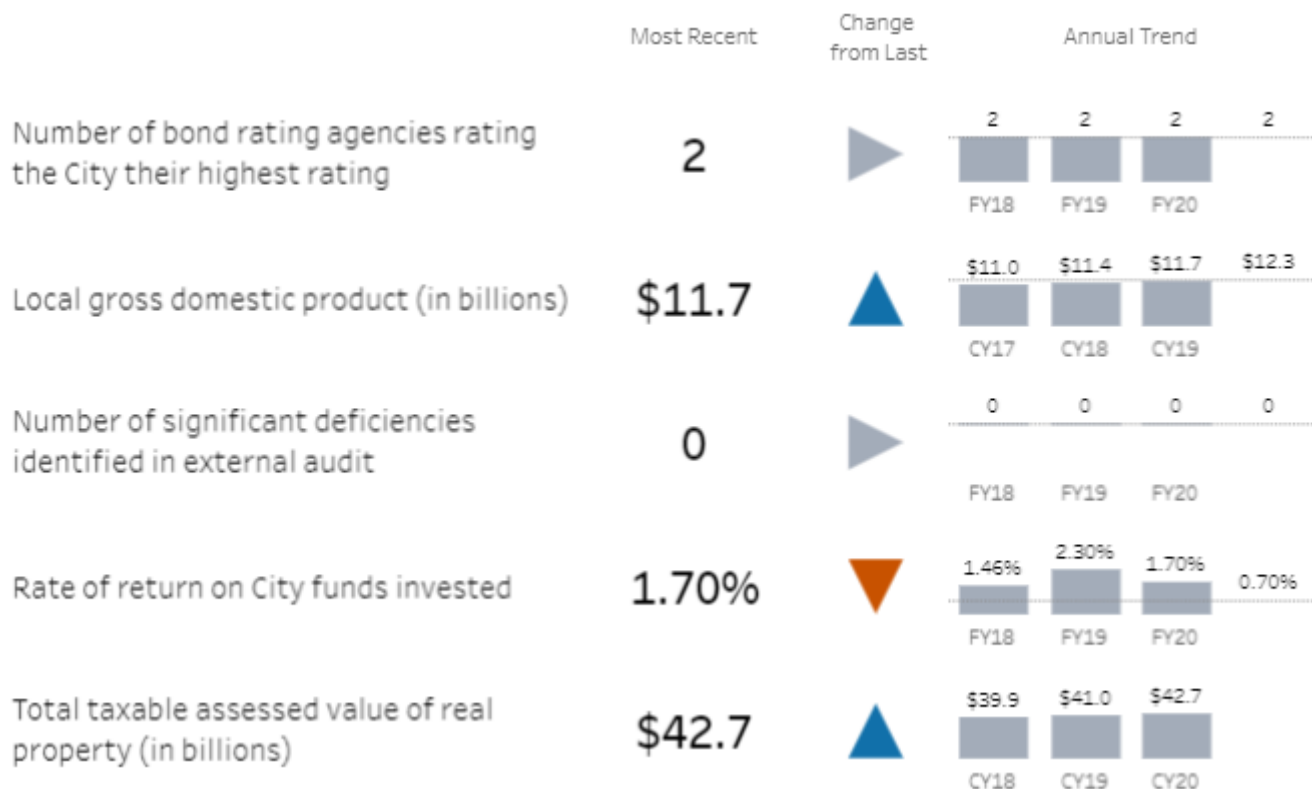 Most Recent
Change
from Last
Annual Trend
Number of bond rating agencies rating
the City their highest rating
2
2 2 2 2
FY18 FY19 FY20
Local gross domestic product (in billions)
$11.7
$11.0 $11.4 $11.7 $12.3
CY17 CY18 CY19
Number of significant deficiencies
identified in external audit
0
0 0 0 0
FY18 FY19 FY20
Rate of return on City funds invested
1.70%
1.46% 2.30% 1.70% 0.70%
FY18 FY19 FY20
Total taxable assessed value of real
property (in billions)
$42.7
$39.9 $41.0 $42.7
CY18 CY19 CY20